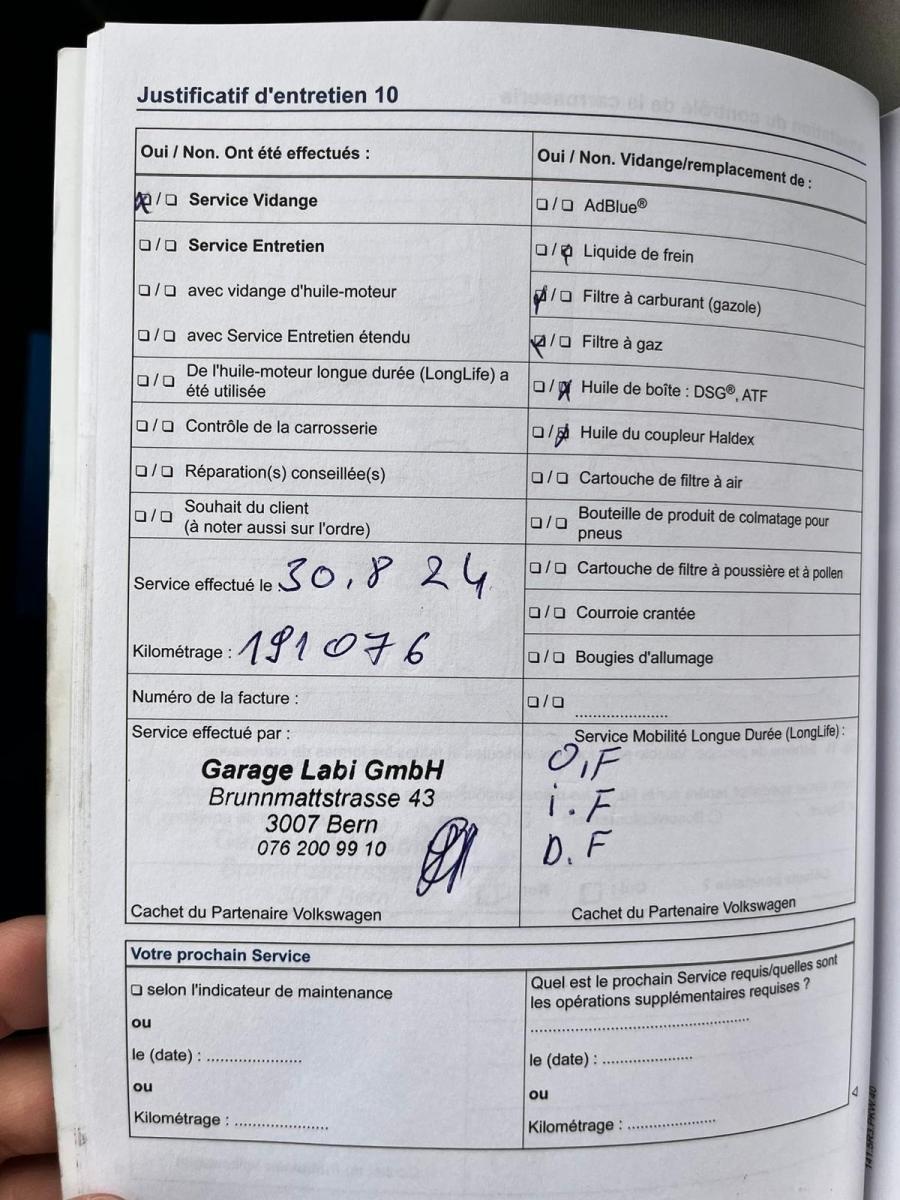 Justificatif d'entretien 10
Oui / Non. Ont été effectués :
☒ / ☐ Service Vidange
☐ / ☐ Service Entretien
☐ / ☐ avec vidange d'huile-moteur
☐ / ☐ avec Service Entretien étendu
☐ / ☐ De l'huile-moteur longue durée (LongLife) a
été utilisée
☐ / ☐ Contrôle de la carrosserie
☐ / ☐ Réparation(s) conseillée(s)
☐ / ☐ Souhait du client
(à noter aussi sur l'ordre)
Service effectué le 30.8 24
Kilométrage : 191076
Numéro de la facture :
Service effectué par :
Garage Labi GmbH
Brunnmattstrasse 43
3007 Bern
076 200 99 10
Cachet du Partenaire Volkswagen
Oui / Non. Vidange/remplacement de :
☐ / ☐ AdBlue®
☐ / ☒ Liquide de frein
☒ / ☐ Filtre à carburant (gazole)
☒ / ☐ Filtre à gaz
☐ / ☒ Huile de boîte : DSG®, ATF
☐ / ☒ Huile du coupleur Haldex
☐ / ☐ Cartouche de filtre à air
☐ / ☐ Bouteille de produit de colmatage pour
pneus
☐ / ☐ Cartouche de filtre à poussière et à pollen
☐ / ☐ Courroie crantée
☐ / ☐ Bougies d'allumage
☐ / ☐ ......................
Service Mobilité Longue Durée (LongLife) :
O.F
i.F
D.F
Cachet du Partenaire Volkswagen
Votre prochain Service
☐ selon l'indicateur de maintenance
ou
le (date) : ......................
ou
Kilométrage : ......................
Quel est le prochain Service requis/quelles sont
les opérations supplémentaires requises ?
..................................................
le (date) : .....................
ou
Kilométrage : .....................
141.5R3.PKW.40